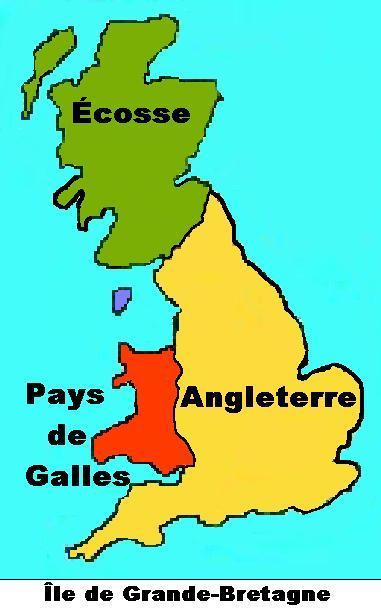 Écosse
Pays
de
Galles
Angleterre
Île de Grande-Bretagne